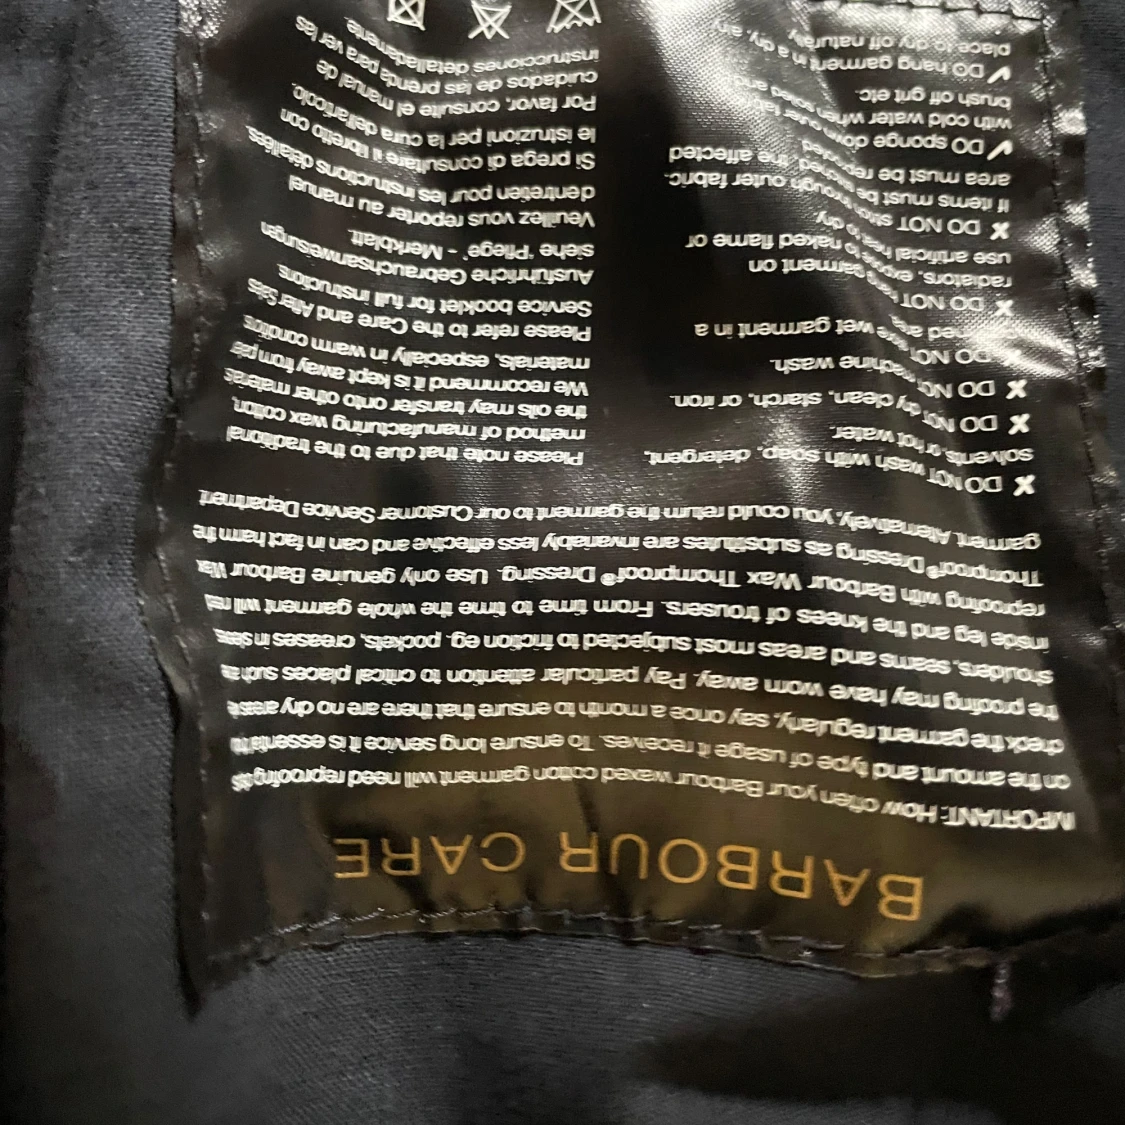 BARBOUR CARE
IMPORTANT: How often your Barbour waxed cotton garment will need reproofing
on the amount and type of usage it receives. To ensure long service it is essential
check the garment regularly, say once a month to ensure that there are no dry areas
the proofing may have worn away. Pay particular attention to critical places such as
shoulders, seams and areas most subjected to friction eg. pockets, creases in
inside leg and the knees of trousers. From time to time the whole garment will
reproofing with Barbour Wax Thornproof® Dressing. Use only genuine Barbour Wax
Thornproof® Dressing as substitutes are invariably less effective and can in fact harm the
garment. Alternatively, you could return the garment to our Customer Service Department
✗ DO NOT wash with soap, detergent,
solvents or hot water.
✗ DO NOT dry clean, starch, or iron.
✗ DO NOT machine wash.
✗ DO NOT wet garment in a
✗ DO NOT garment on
radiators, to naked flame or
use artificial heat to dry
✗ DO NOT stitch through outer fabric.
If items must be the affected
area must be
✓ DO sponge down outer fabric
with cold water when soiled and
brush off grit etc.
✓ DO hang garment in a dry, airy
place to dry off naturally
Please note that due to the traditional
method of manufacturing wax cotton,
the oils may transfer onto other materials
We recommend it is kept away from
materials, especially in warm conditions
Please refer to the Care and After Sales
Service booklet for full instructions.
Ausführliche Gebrauchsanweisungen
siehe 'Pflege' - Merkblatt.
Veuillez vous reporter au manuel
d'entretien pour les instructions détaillées.
Si prega di consultare il libretto con
le istruzioni per la cura dell'articolo.
Por favor, consulte el manual de
cuidados de las prenda para ver las
instrucciones detalladamente.